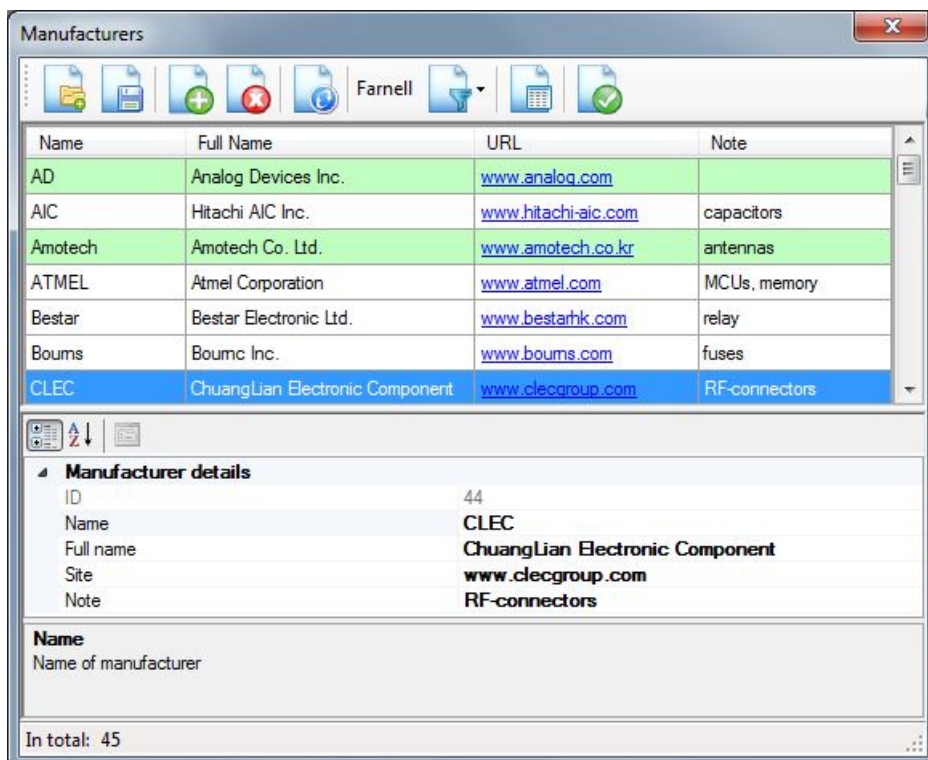 Manufacturers
Farnell
Name Full Name URL Note
AD Analog Devices Inc. www.analog.com
AIC Hitachi AIC Inc. www.hitachi-aic.com capacitors
Amotech Amotech Co. Ltd. www.amotech.co.kr antennas
ATMEL Atmel Corporation www.atmel.com MCUs, memory
Bestar Bestar Electronic Ltd. www.bestarhk.com relay
Bourns Bournc Inc. www.bourns.com fuses
CLEC ChuangLian Electronic Component www.clecgroup.com RF-connectors
Manufacturer details
ID 44
Name CLEC
Full name ChuangLian Electronic Component
Site www.clecgroup.com
Note RF-connectors
Name
Name of manufacturer
In total: 45